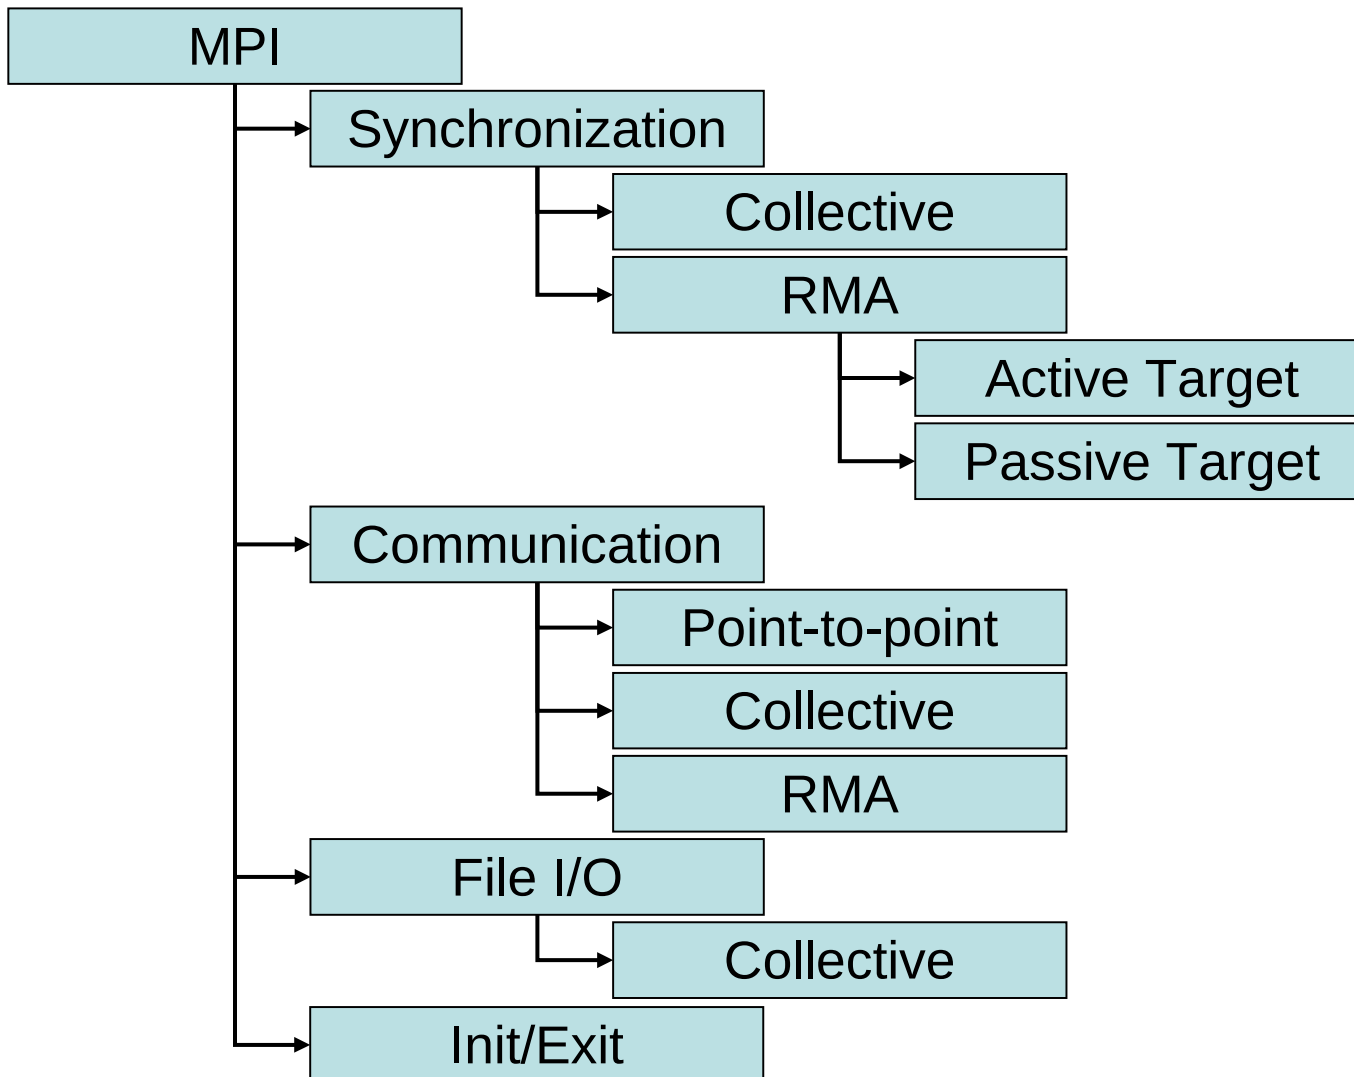 MPI
Synchronization
Collective
RMA
Active Target
Passive Target
Communication
Point-to-point
Collective
RMA
File I/O
Collective
Init/Exit